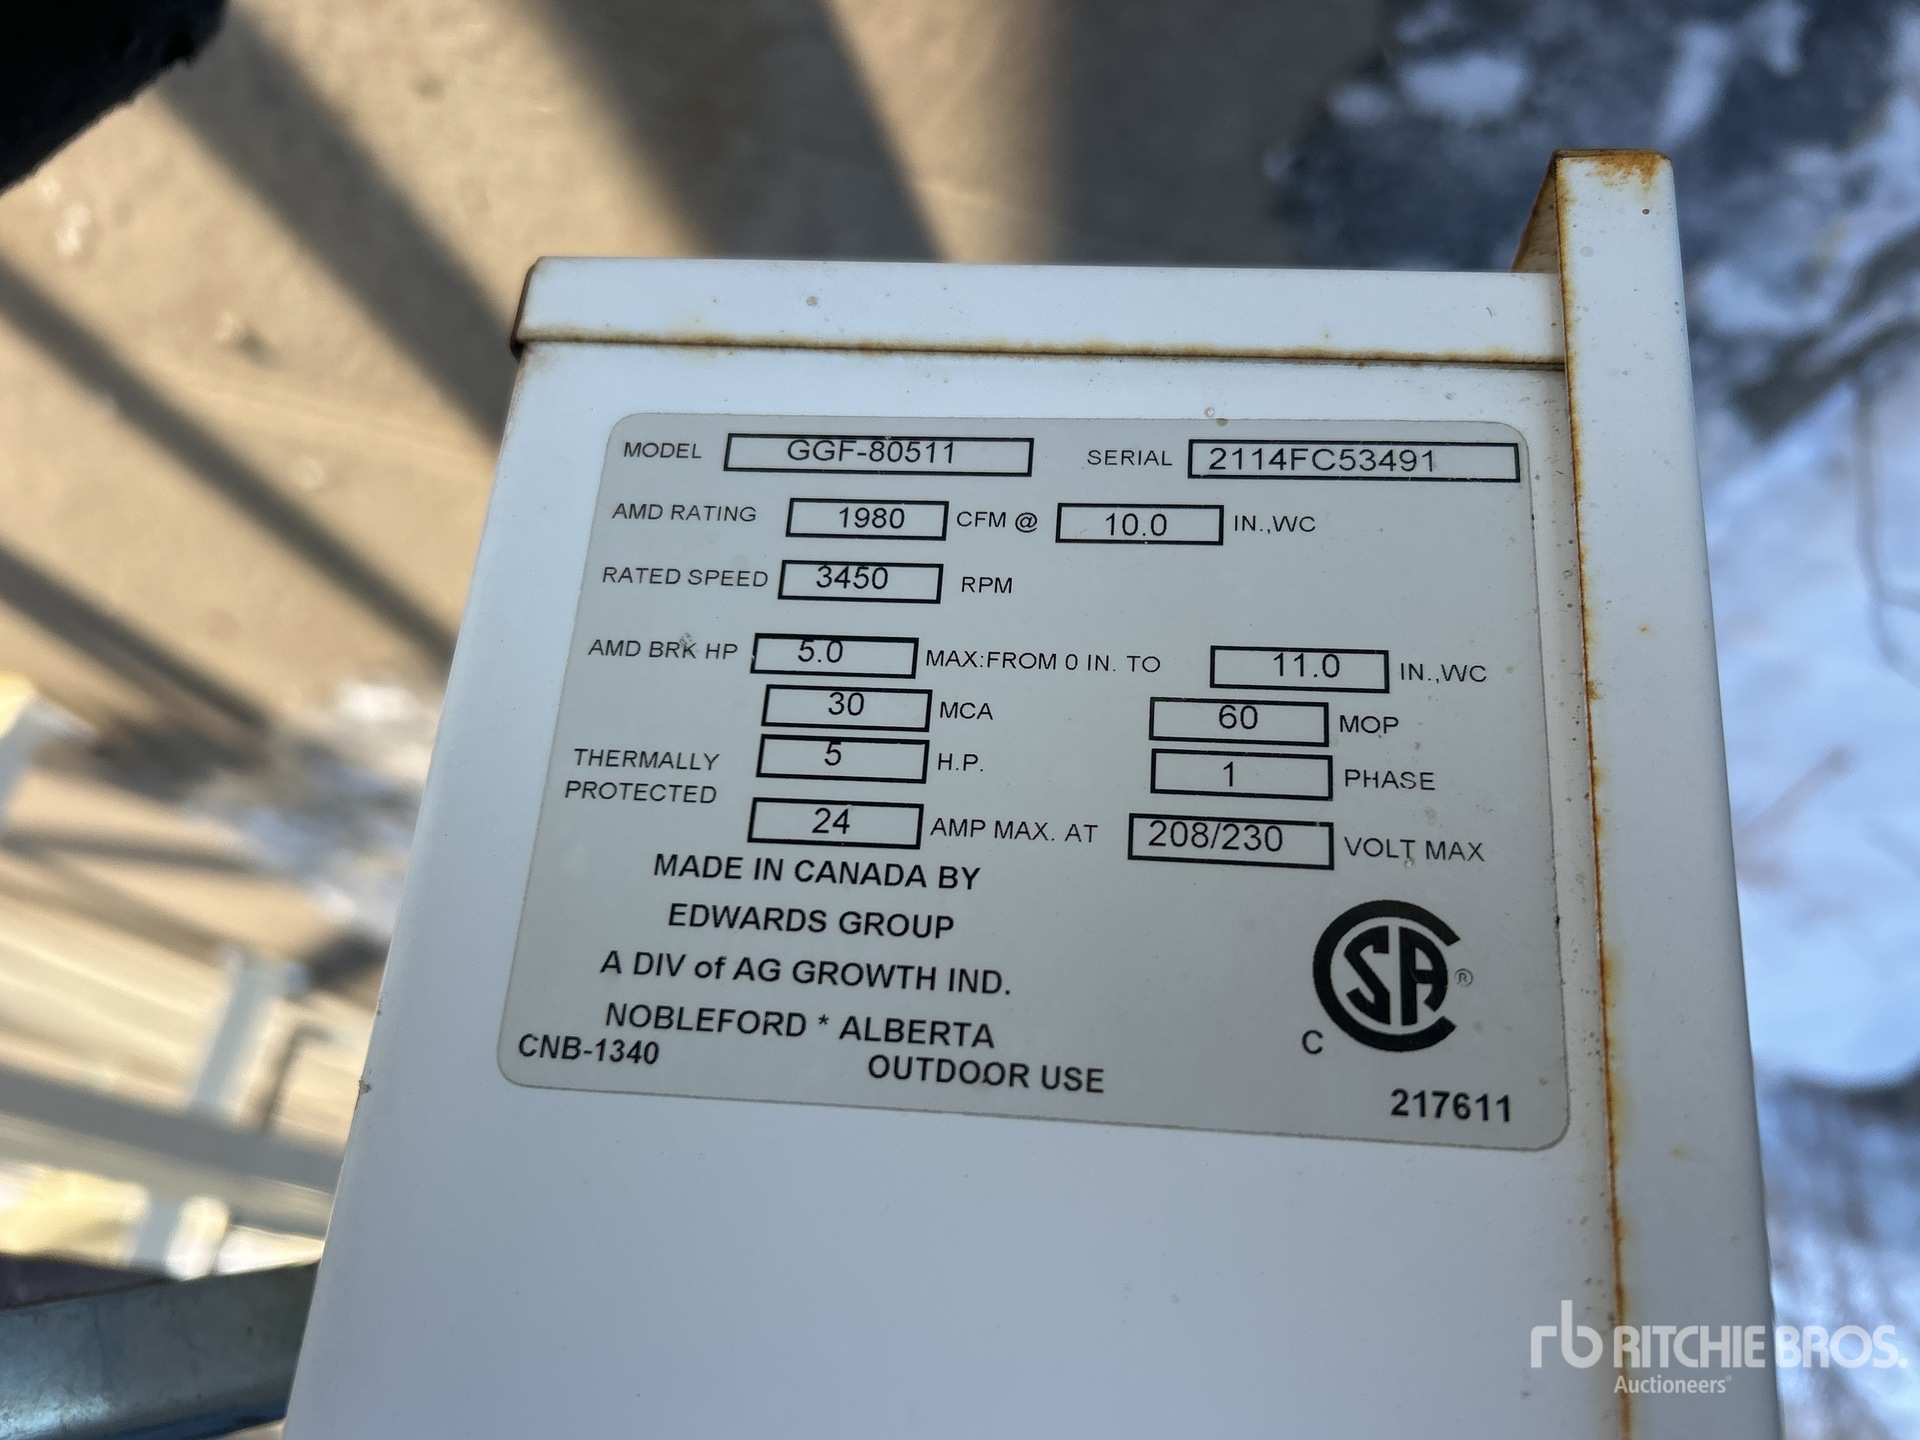 MODEL GGF-80511 SERIAL 2114FC53491
AMD RATING 1980 CFM @ 10.0 IN.,WC
RATED SPEED 3450 RPM
AMD BRK HP 5.0 MAX:FROM 0 IN. TO 11.0 IN.,WC
30 MCA 60 MOP
THERMALLY PROTECTED 5 H.P. 1 PHASE
24 AMP MAX. AT 208/230 VOLT MAX
MADE IN CANADA BY
EDWARDS GROUP
A DIV of AG GROWTH IND.
NOBLEFORD * ALBERTA
CNB-1340 OUTDOOR USE
C CSA ®
217611
rb RITCHIE BROS.
Auctioneers®